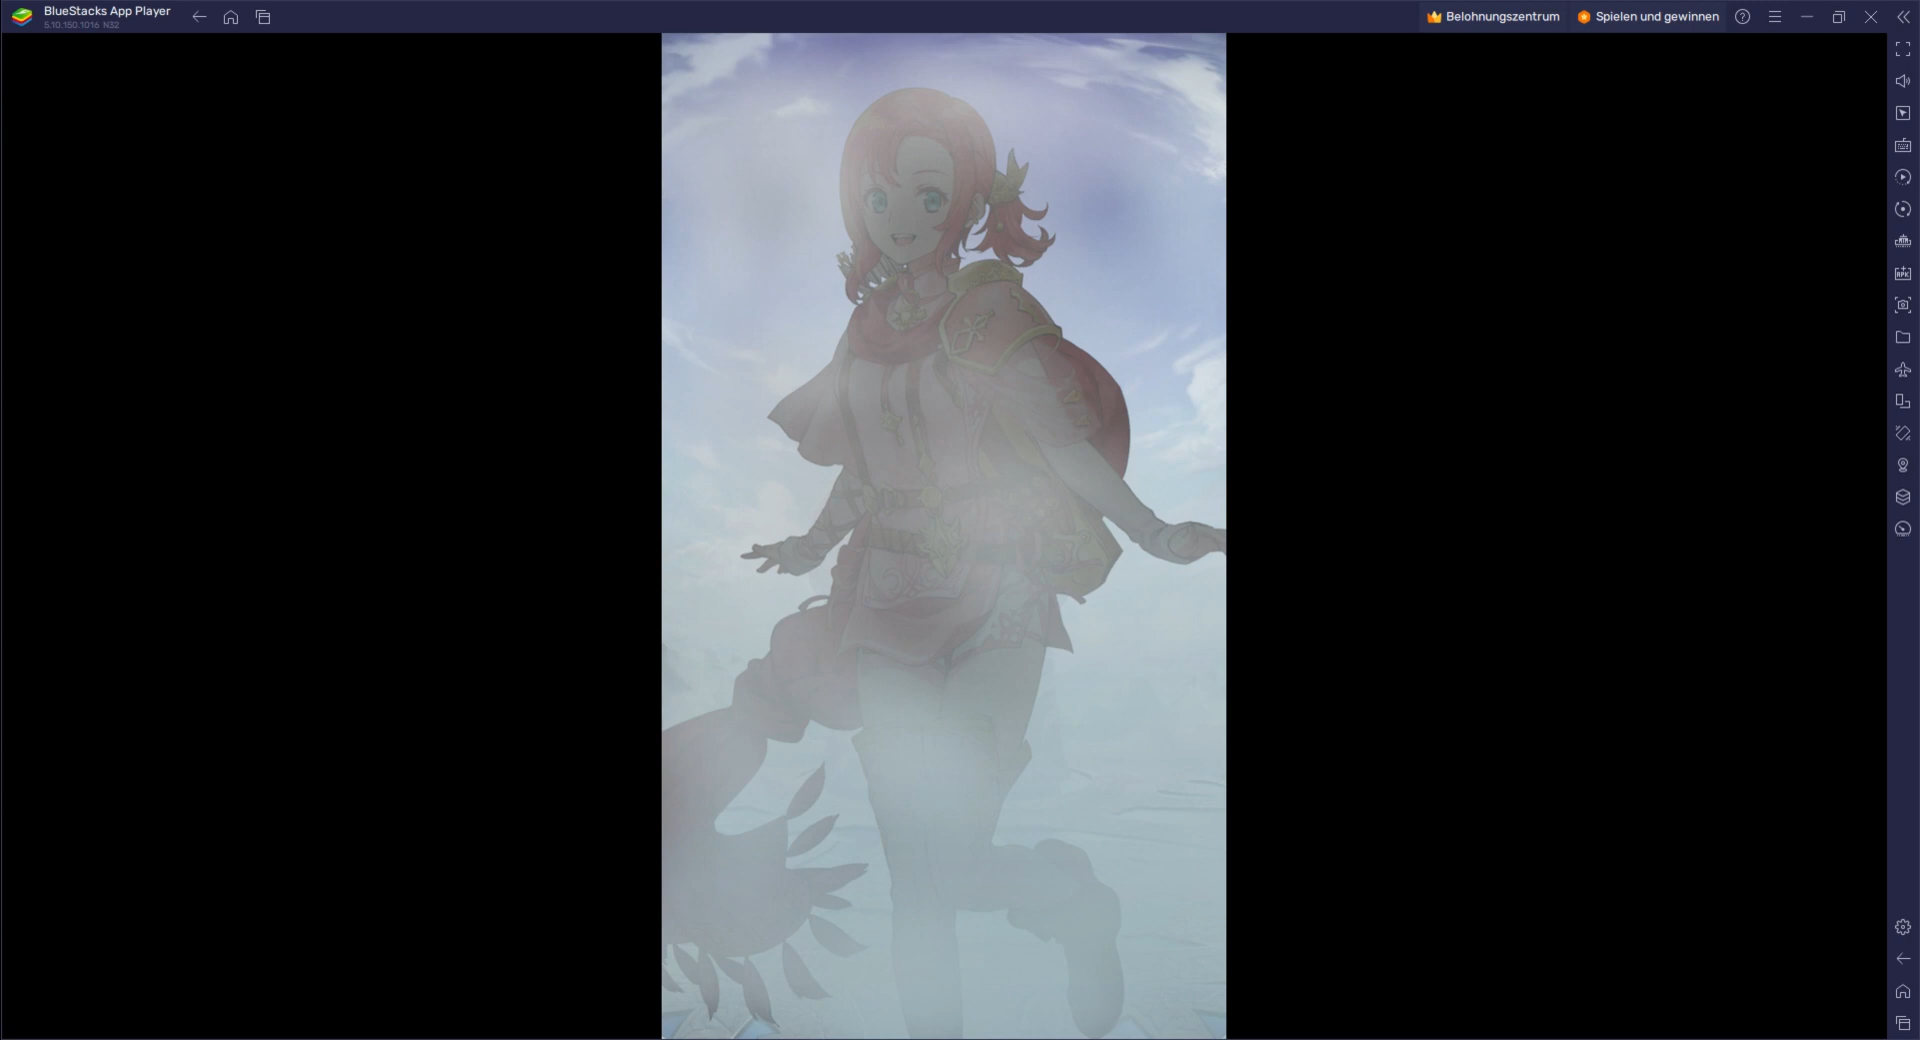 BlueStacks App Player
5.10.150.1016 N32
Belohnungszentrum
Spielen und gewinnen